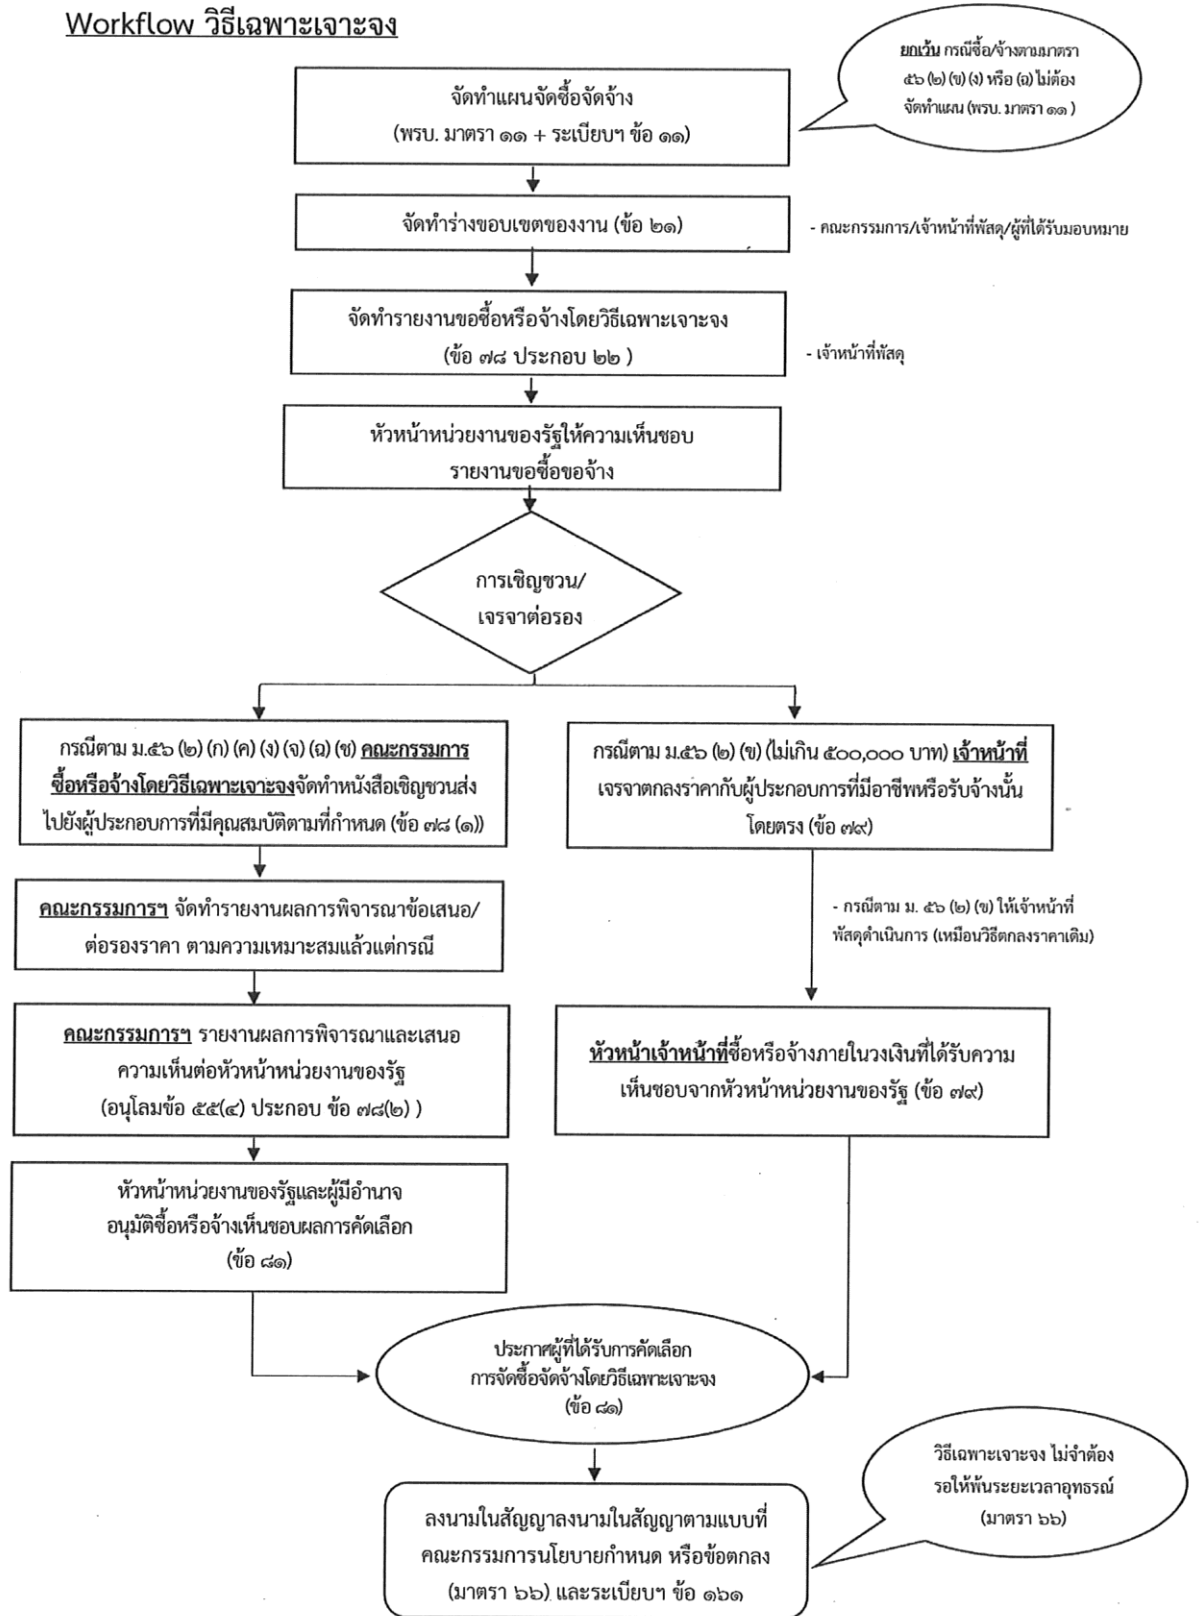 Workflow วิธีเฉพาะเจาะจง
ยกเว้น กรณีซื้อ/จ้างตามมาตรา
๕๖ (๒) (ข) (ง) หรือ (ฉ) ไม่ต้อง
จัดทำแผน (พรบ. มาตรา ๑๑ )
จัดทำแผนจัดซื้อจัดจ้าง
(พรบ. มาตรา ๑๑ + ระเบียบฯ ข้อ ๑๑)
จัดทำร่างขอบเขตของงาน (ข้อ ๒๑)
- คณะกรรมการ/เจ้าหน้าที่พัสดุ/ผู้ที่ได้รับมอบหมาย
จัดทำรายงานขอซื้อหรือจ้างโดยวิธีเฉพาะเจาะจง
(ข้อ ๗๘ ประกอบ ๒๒ )
- เจ้าหน้าที่พัสดุ
หัวหน้าหน่วยงานของรัฐให้ความเห็นชอบ
รายงานขอซื้อขอจ้าง
การเชิญชวน/
เจรจาต่อรอง
กรณีตาม ม.๕๖ (๒) (ก) (ค) (ง) (จ) (ฉ) (ช) คณะกรรมการ
ซื้อหรือจ้างโดยวิธีเฉพาะเจาะจงจัดทำหนังสือเชิญชวนส่ง
ไปยังผู้ประกอบการที่มีคุณสมบัติตามที่กำหนด (ข้อ ๗๘ (๑))
กรณีตาม ม.๕๖ (๒) (ข) (ไม่เกิน ๕๐๐,๐๐๐ บาท) เจ้าหน้าที่
เจรจาตกลงราคากับผู้ประกอบการที่มีอาชีพหรือรับจ้างนั้น
โดยตรง (ข้อ ๗๙)
คณะกรรมการฯ จัดทำรายงานผลการพิจารณาข้อเสนอ/
ต่อรองราคา ตามความเหมาะสมแล้วแต่กรณี
- กรณีตาม ม. ๕๖ (๒) (ข) ให้เจ้าหน้าที่
พัสดุดำเนินการ (เหมือนวิธีตกลงราคาเดิม)
คณะกรรมการฯ รายงานผลการพิจารณาและเสนอ
ความเห็นต่อหัวหน้าหน่วยงานของรัฐ
(อนุโลมข้อ ๕๕(๔) ประกอบ ข้อ ๗๘(๒) )
หัวหน้าเจ้าหน้าที่ซื้อหรือจ้างภายในวงเงินที่ได้รับความ
เห็นชอบจากหัวหน้าหน่วยงานของรัฐ (ข้อ ๗๙)
หัวหน้าหน่วยงานของรัฐและผู้มีอำนาจ
อนุมัติซื้อหรือจ้างเห็นชอบผลการคัดเลือก
(ข้อ ๘๑)
ประกาศผู้ที่ได้รับการคัดเลือก
การจัดซื้อจัดจ้างโดยวิธีเฉพาะเจาะจง
(ข้อ ๘๑)
วิธีเฉพาะเจาะจง ไม่จำต้อง
รอให้พ้นระยะเวลาอุทธรณ์
(มาตรา ๖๖)
ลงนามในสัญญาลงนามในสัญญาตามแบบที่
คณะกรรมการนโยบายกำหนด หรือข้อตกลง
(มาตรา ๖๖) และระเบียบฯ ข้อ ๑๖๑